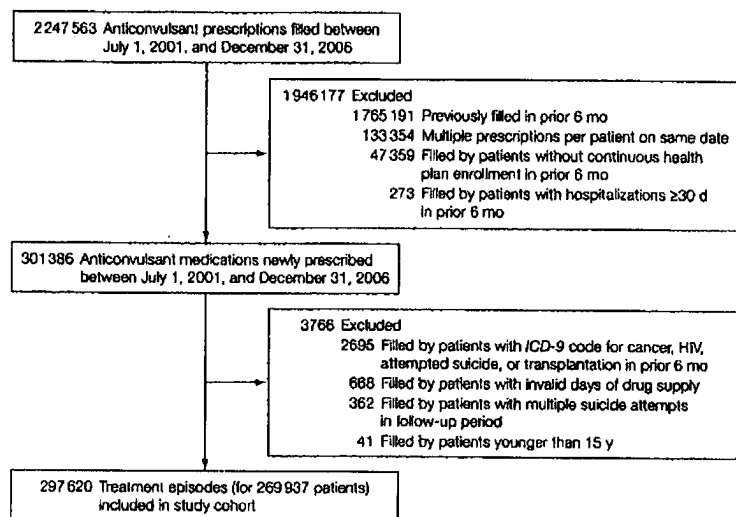 2 247 563 Anticonvulsant prescriptions filled between
July 1, 2001, and December 31, 2006
1 946 177 Excluded
1 765 191 Previously filled in prior 6 mo
133 354 Multiple prescriptions per patient on same date
47 359 Filled by patients without continuous health
plan enrollment in prior 6 mo
273 Filled by patients with hospitalizations ≥30 d
in prior 6 mo
301 386 Anticonvulsant medications newly prescribed
between July 1, 2001, and December 31, 2006
3766 Excluded
2695 Filled by patients with ICD-9 code for cancer, HIV,
attempted suicide, or transplantation in prior 6 mo
668 Filled by patients with invalid days of drug supply
362 Filled by patients with multiple suicide attempts
in follow-up period
41 Filled by patients younger than 15 y
297 620 Treatment episodes (for 269 937 patients)
included in study cohort